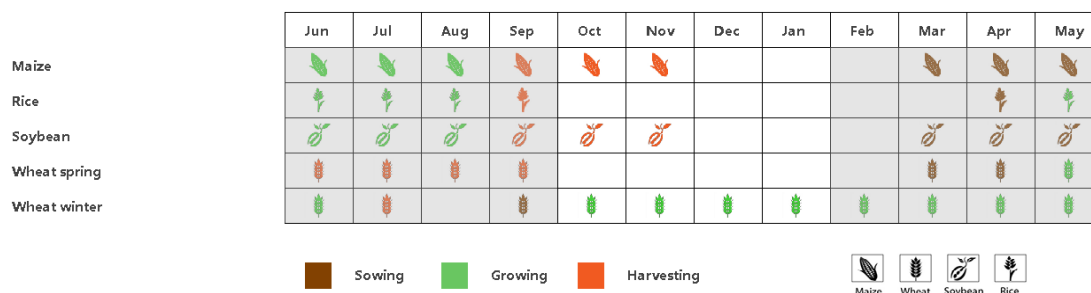 Jun Jul Aug Sep Oct Nov Dec Jan Feb Mar Apr May
Maize
Rice
Soybean
Wheat spring
Wheat winter
Sowing Growing Harvesting
Maize Wheat Soybean Rice